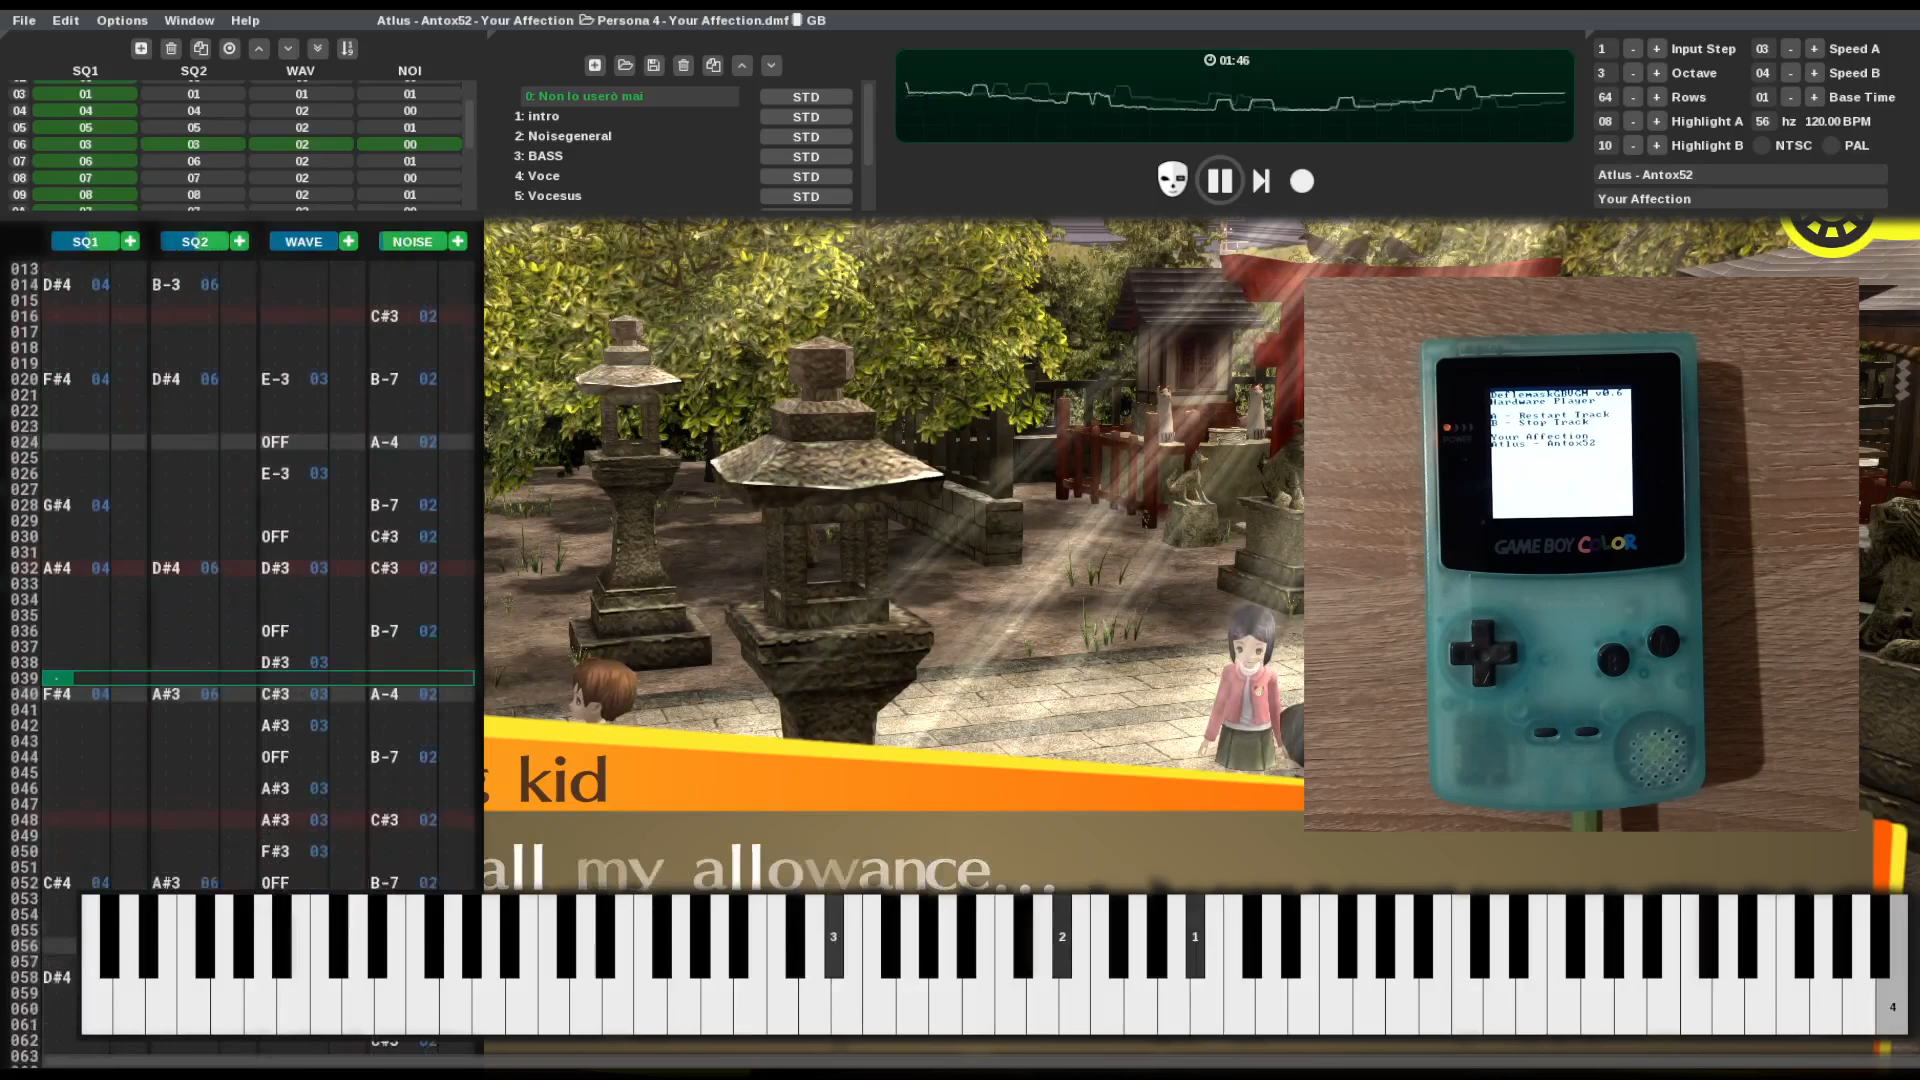 File Edit Options Window Help Atlus - Antox52 - Your Affection Persona 4 - Your Affection.dmf GB
SQ1 SQ2 WAV NOI
03 01 01 01 01
04 04 04 02 00
05 05 05 02 01
06 03 03 02 00
07 06 06 02 01
08 07 07 02 00
09 08 08 02 01
0: Non lo userò mai STD
1: intro STD
2: Noisegeneral STD
3: BASS STD
4: Voce STD
5: Vocesus STD
01:46
1 - + Input Step 03 - + Speed A
3 - + Octave 04 - + Speed B
64 - + Rows 01 - + Base Time
08 - + Highlight A 56 hz 120.00 BPM
10 - + Highlight B NTSC PAL
Atlus - Antox52
Your Affection
SQ1 + SQ2 + WAVE + NOISE +
013
014 D#4 04 B-3 06
015
016 C#3 02
017
018
019
020 F#4 04 D#4 06 E-3 03 B-7 02
021
022
023
024 OFF A-4 02
025
026 E-3 03
027
028 G#4 04 B-7 02
029
030 OFF C#3 02
031
032 A#4 04 D#4 06 D#3 03 C#3 02
033
034
035
036 OFF B-7 02
037
038 D#3 03
039
040 F#4 04 A#3 06 C#3 03 A-4 02
041
042 A#3 03
043
044 OFF B-7 02
045
046 A#3 03
047
048 A#3 03 C#3 02
049
050 F#3 03
051
052 C#4 04 A#3 06 OFF B-7 02
053
054
055
056
057
058 D#4
059
060
061
062 C#3 02
063
kid
all my allowance...
DeflemaskGBVGM v0.6
Hardware Player
A - Restart Track
B - Stop Track
Your Affection
Atlus - Antox52
POWER
GAME BOY COLOR
B A
3 2 1
4